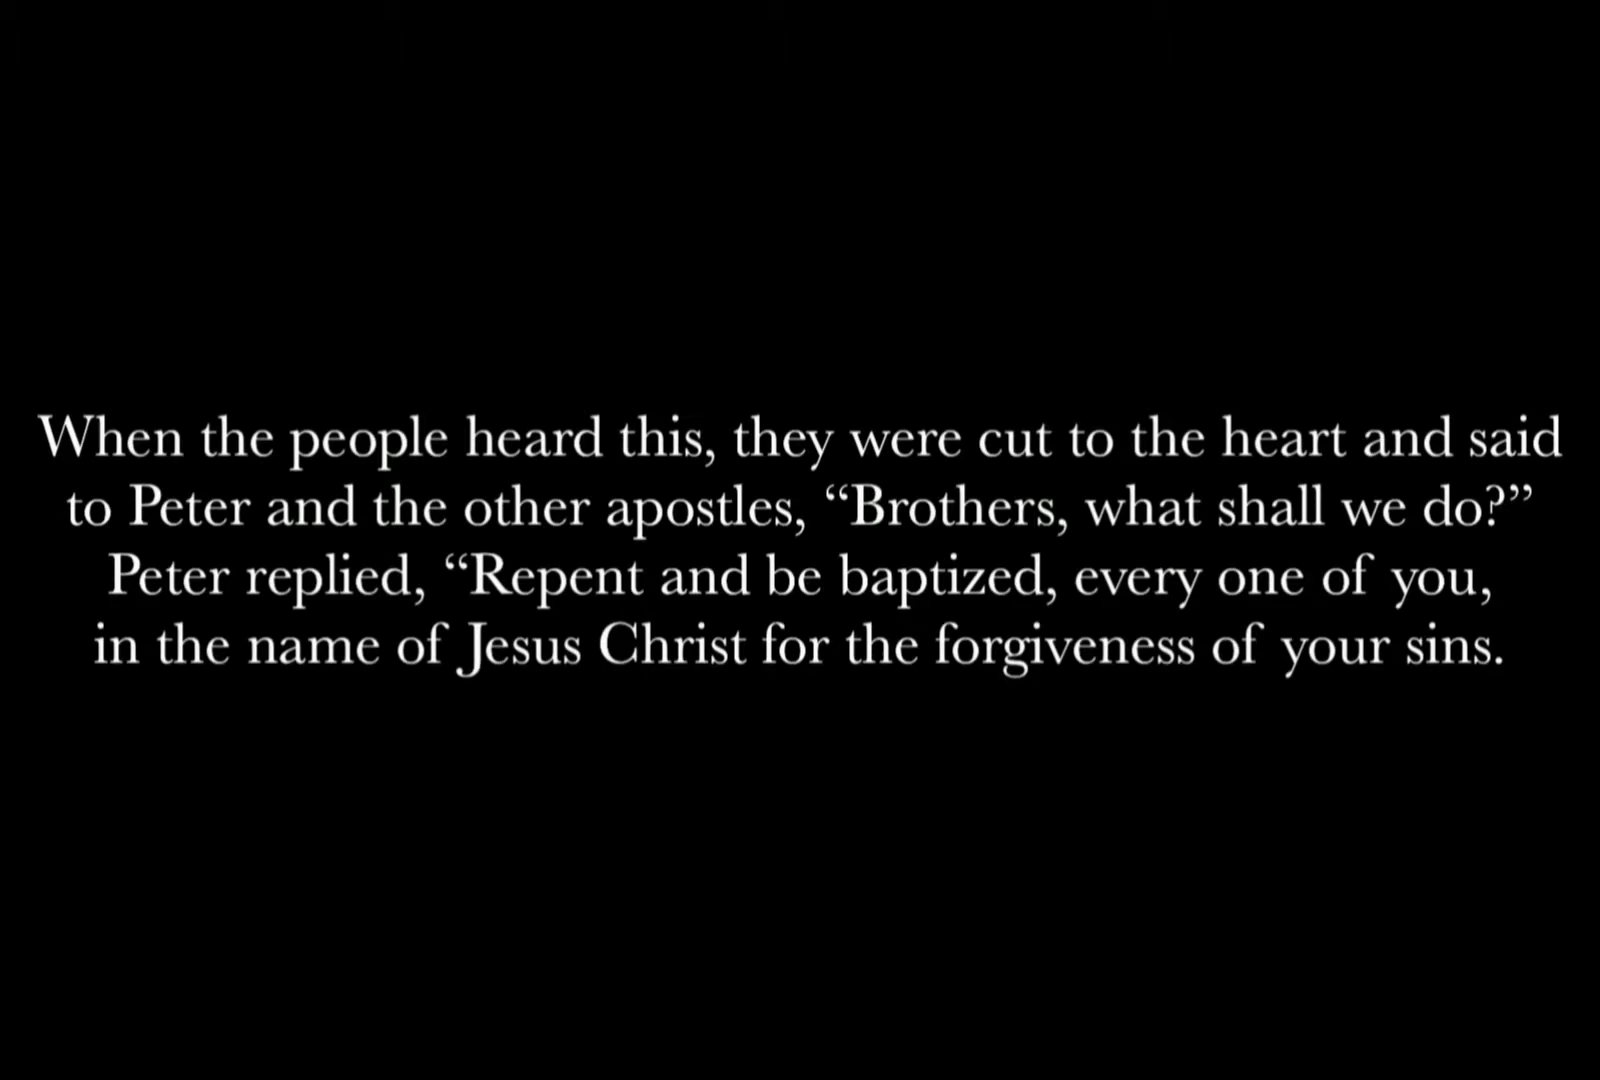 When the people heard this, they were cut to the heart and said
to Peter and the other apostles, “Brothers, what shall we do?”
Peter replied, “Repent and be baptized, every one of you,
in the name of Jesus Christ for the forgiveness of your sins.